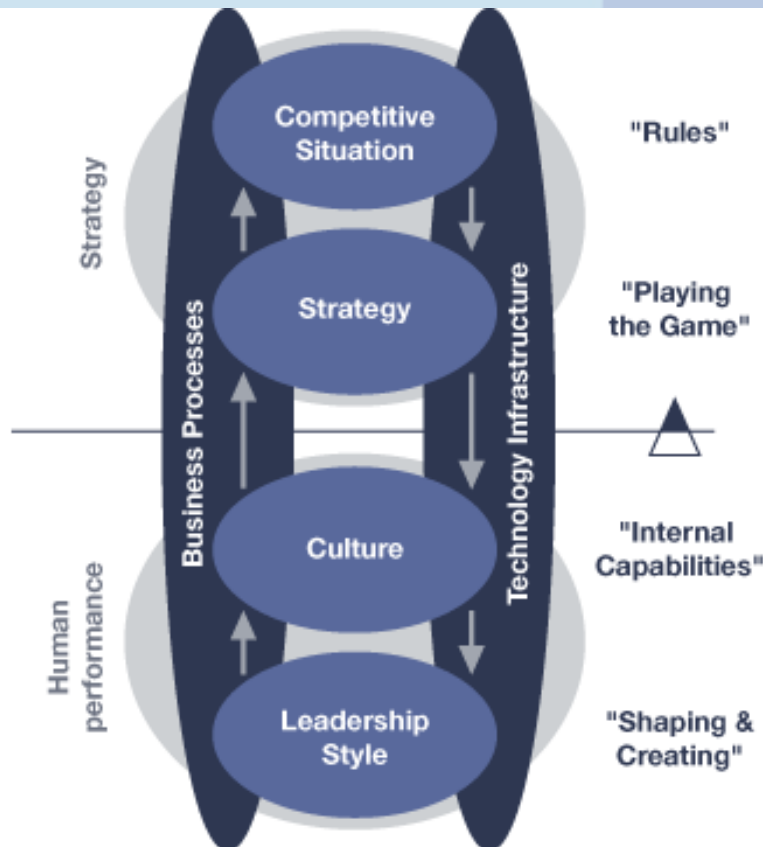 Competitive
Situation
"Rules"
Strategy
Strategy
"Playing
the Game"
Business Processes
Technology Infrastructure
Culture
"Internal
Capabilities"
Human
performance
Leadership
Style
"Shaping &
Creating"